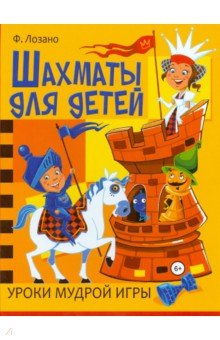 Ф. Лозано
ШАХМАТЫ
ДЛЯ ДЕТЕЙ
6+
УРОКИ МУДРОЙ ИГРЫ